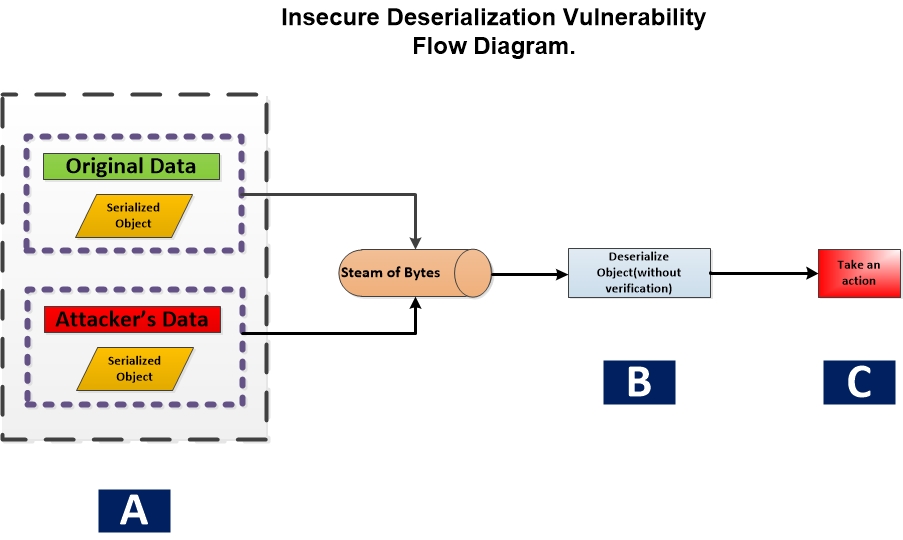 Insecure Deserialization Vulnerability
Flow Diagram.
Original Data
Serialized
Object
Attacker's Data
Serialized
Object
Steam of Bytes
Deserialize
Object(without
verification)
Take an
action
A
B
C